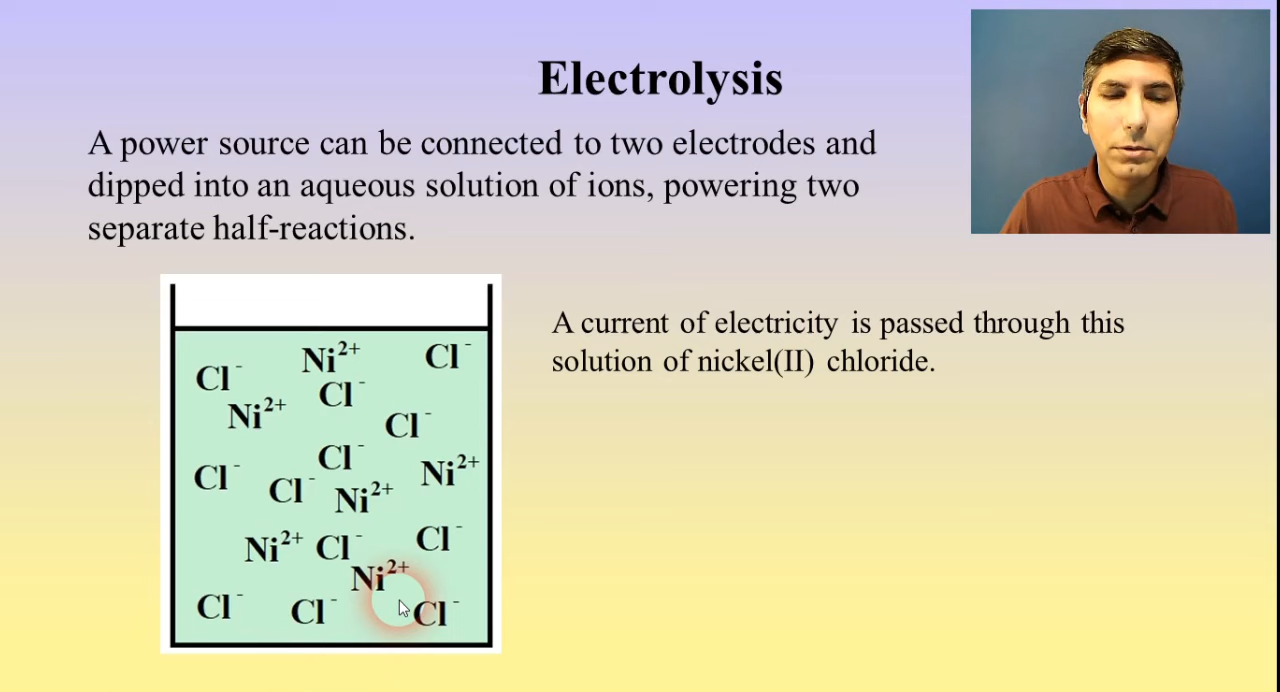 Electrolysis
A power source can be connected to two electrodes and
dipped into an aqueous solution of ions, powering two
separate half-reactions.
A current of electricity is passed through this
solution of nickel(II) chloride.
Ni²⁺ Cl⁻
Cl⁻ Cl⁻
Ni²⁺ Cl⁻
Cl⁻ Ni²⁺
Cl⁻ Cl⁻ Ni²⁺
Ni²⁺ Cl⁻ Cl⁻
Ni²⁺
Cl⁻ Cl⁻ Cl⁻